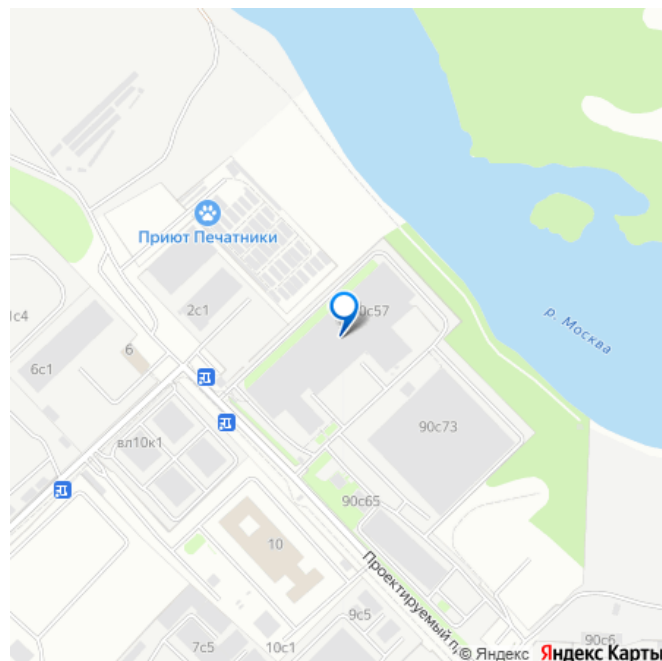 Приют Печатники
2с1
0с57
1с4
6с1
6
р. Москва
вл10к1
90с73
90с65
10
Проектируемый п
9с5
7с5
10с1
90с6
© Яндекс Яндекс Карты